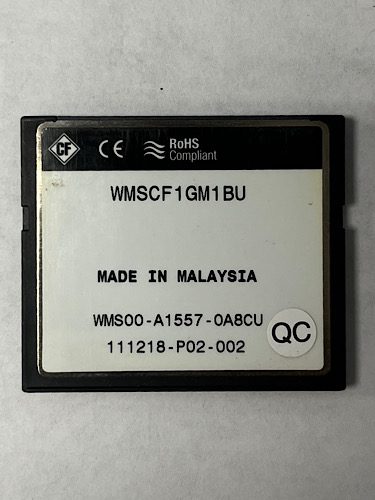 CF CE RoHS
Compliant
WMSCF1GM1BU
MADE IN MALAYSIA
WMS00-A1557-0A8CU
111218-P02-002
QC